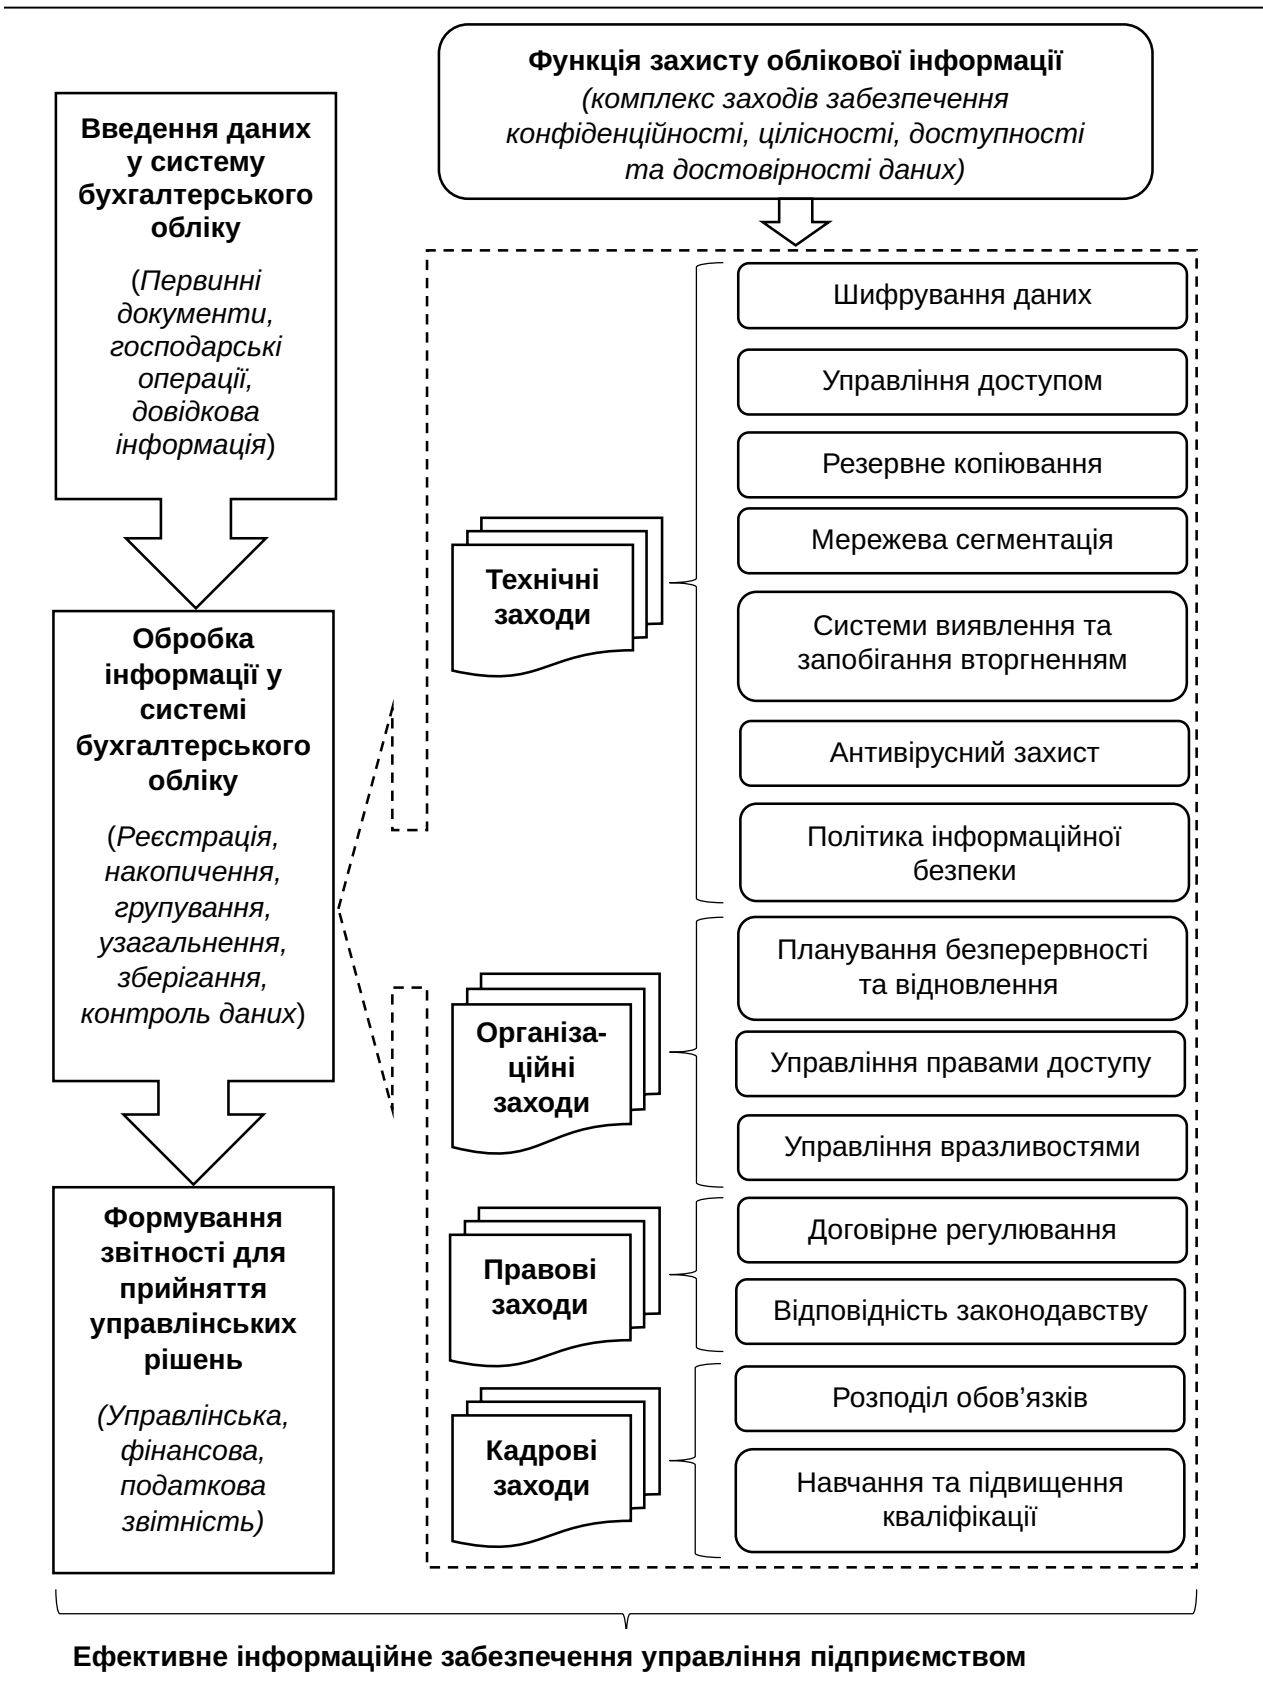 Функція захисту облікової інформації
(комплекс заходів забезпечення
конфіденційності, цілісності, доступності
та достовірності даних)
Введення даних
у систему
бухгалтерського
обліку
(Первинні
документи,
господарські
операції,
довідкова
інформація)
Обробка
інформації у
системі
бухгалтерського
обліку
(Реєстрація,
накопичення,
групування,
узагальнення,
зберігання,
контроль даних)
Формування
звітності для
прийняття
управлінських
рішень
(Управлінська,
фінансова,
податкова
звітність)
Технічні
заходи
Шифрування даних
Управління доступом
Резервне копіювання
Мережева сегментація
Системи виявлення та
запобігання вторгненням
Антивірусний захист
Політика інформаційної
безпеки
Організа-
ційні
заходи
Планування безперервності
та відновлення
Управління правами доступу
Управління вразливостями
Правові
заходи
Договірне регулювання
Відповідність законодавству
Кадрові
заходи
Розподіл обов’язків
Навчання та підвищення
кваліфікації
Ефективне інформаційне забезпечення управління підприємством